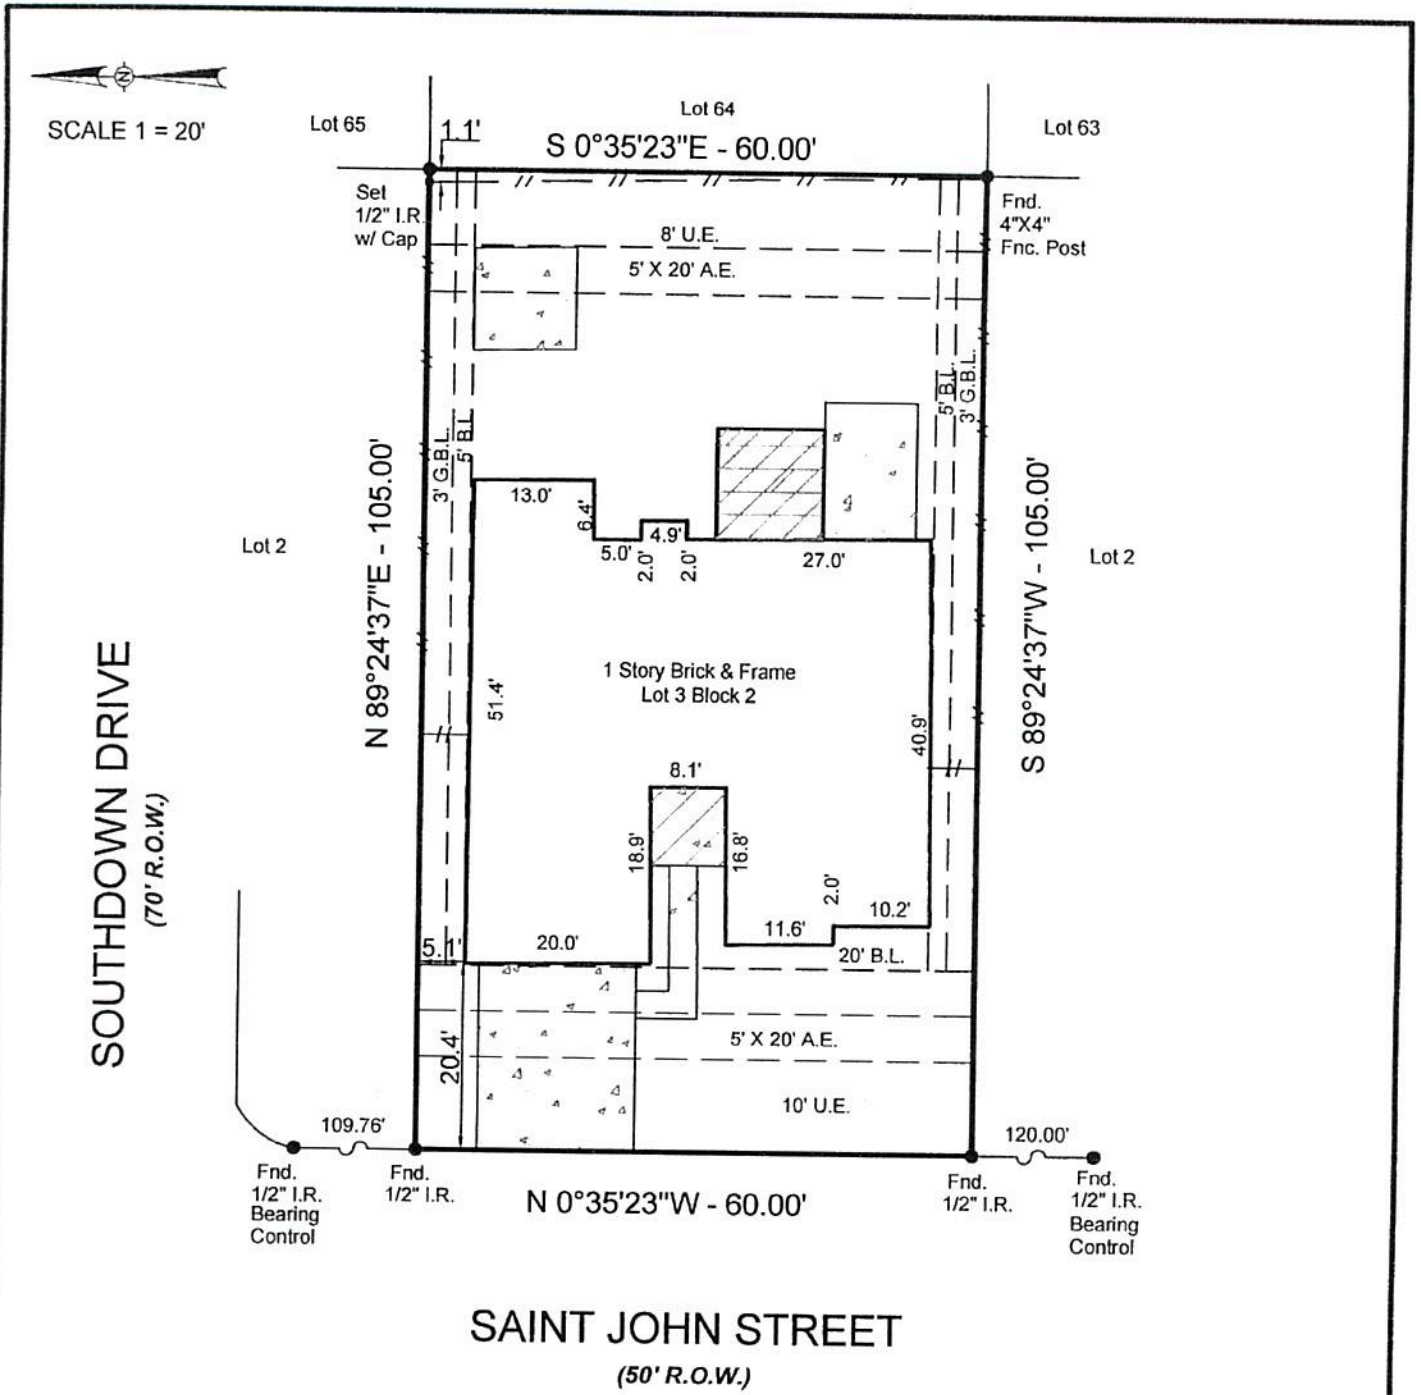 N
SCALE 1 = 20'
Lot 65
1.1'
Lot 64
S 0°35'23"E - 60.00'
Lot 63
Set
1/2" I.R.
w/ Cap
Fnd.
4"X4"
Fnc. Post
8' U.E.
5' X 20' A.E.
3' G.B.L.
5' B.L.
5' B.L.
3' G.B.L.
N 89°24'37"E - 105.00'
S 89°24'37"W - 105.00'
Lot 2
Lot 2
13.0'
6.4'
5.0'
2.0'
4.9'
2.0'
27.0'
1 Story Brick & Frame
Lot 3 Block 2
51.4'
40.9'
8.1'
18.9'
16.8'
2.0'
10.2'
11.6'
20.0'
5.1'
20' B.L.
20.4'
5' X 20' A.E.
10' U.E.
SOUTHDOWN DRIVE
(70' R.O.W.)
109.76'
120.00'
Fnd.
1/2" I.R.
Bearing
Control
Fnd.
1/2" I.R.
N 0°35'23"W - 60.00'
Fnd.
1/2" I.R.
Fnd.
1/2" I.R.
Bearing
Control
SAINT JOHN STREET
(50' R.O.W.)